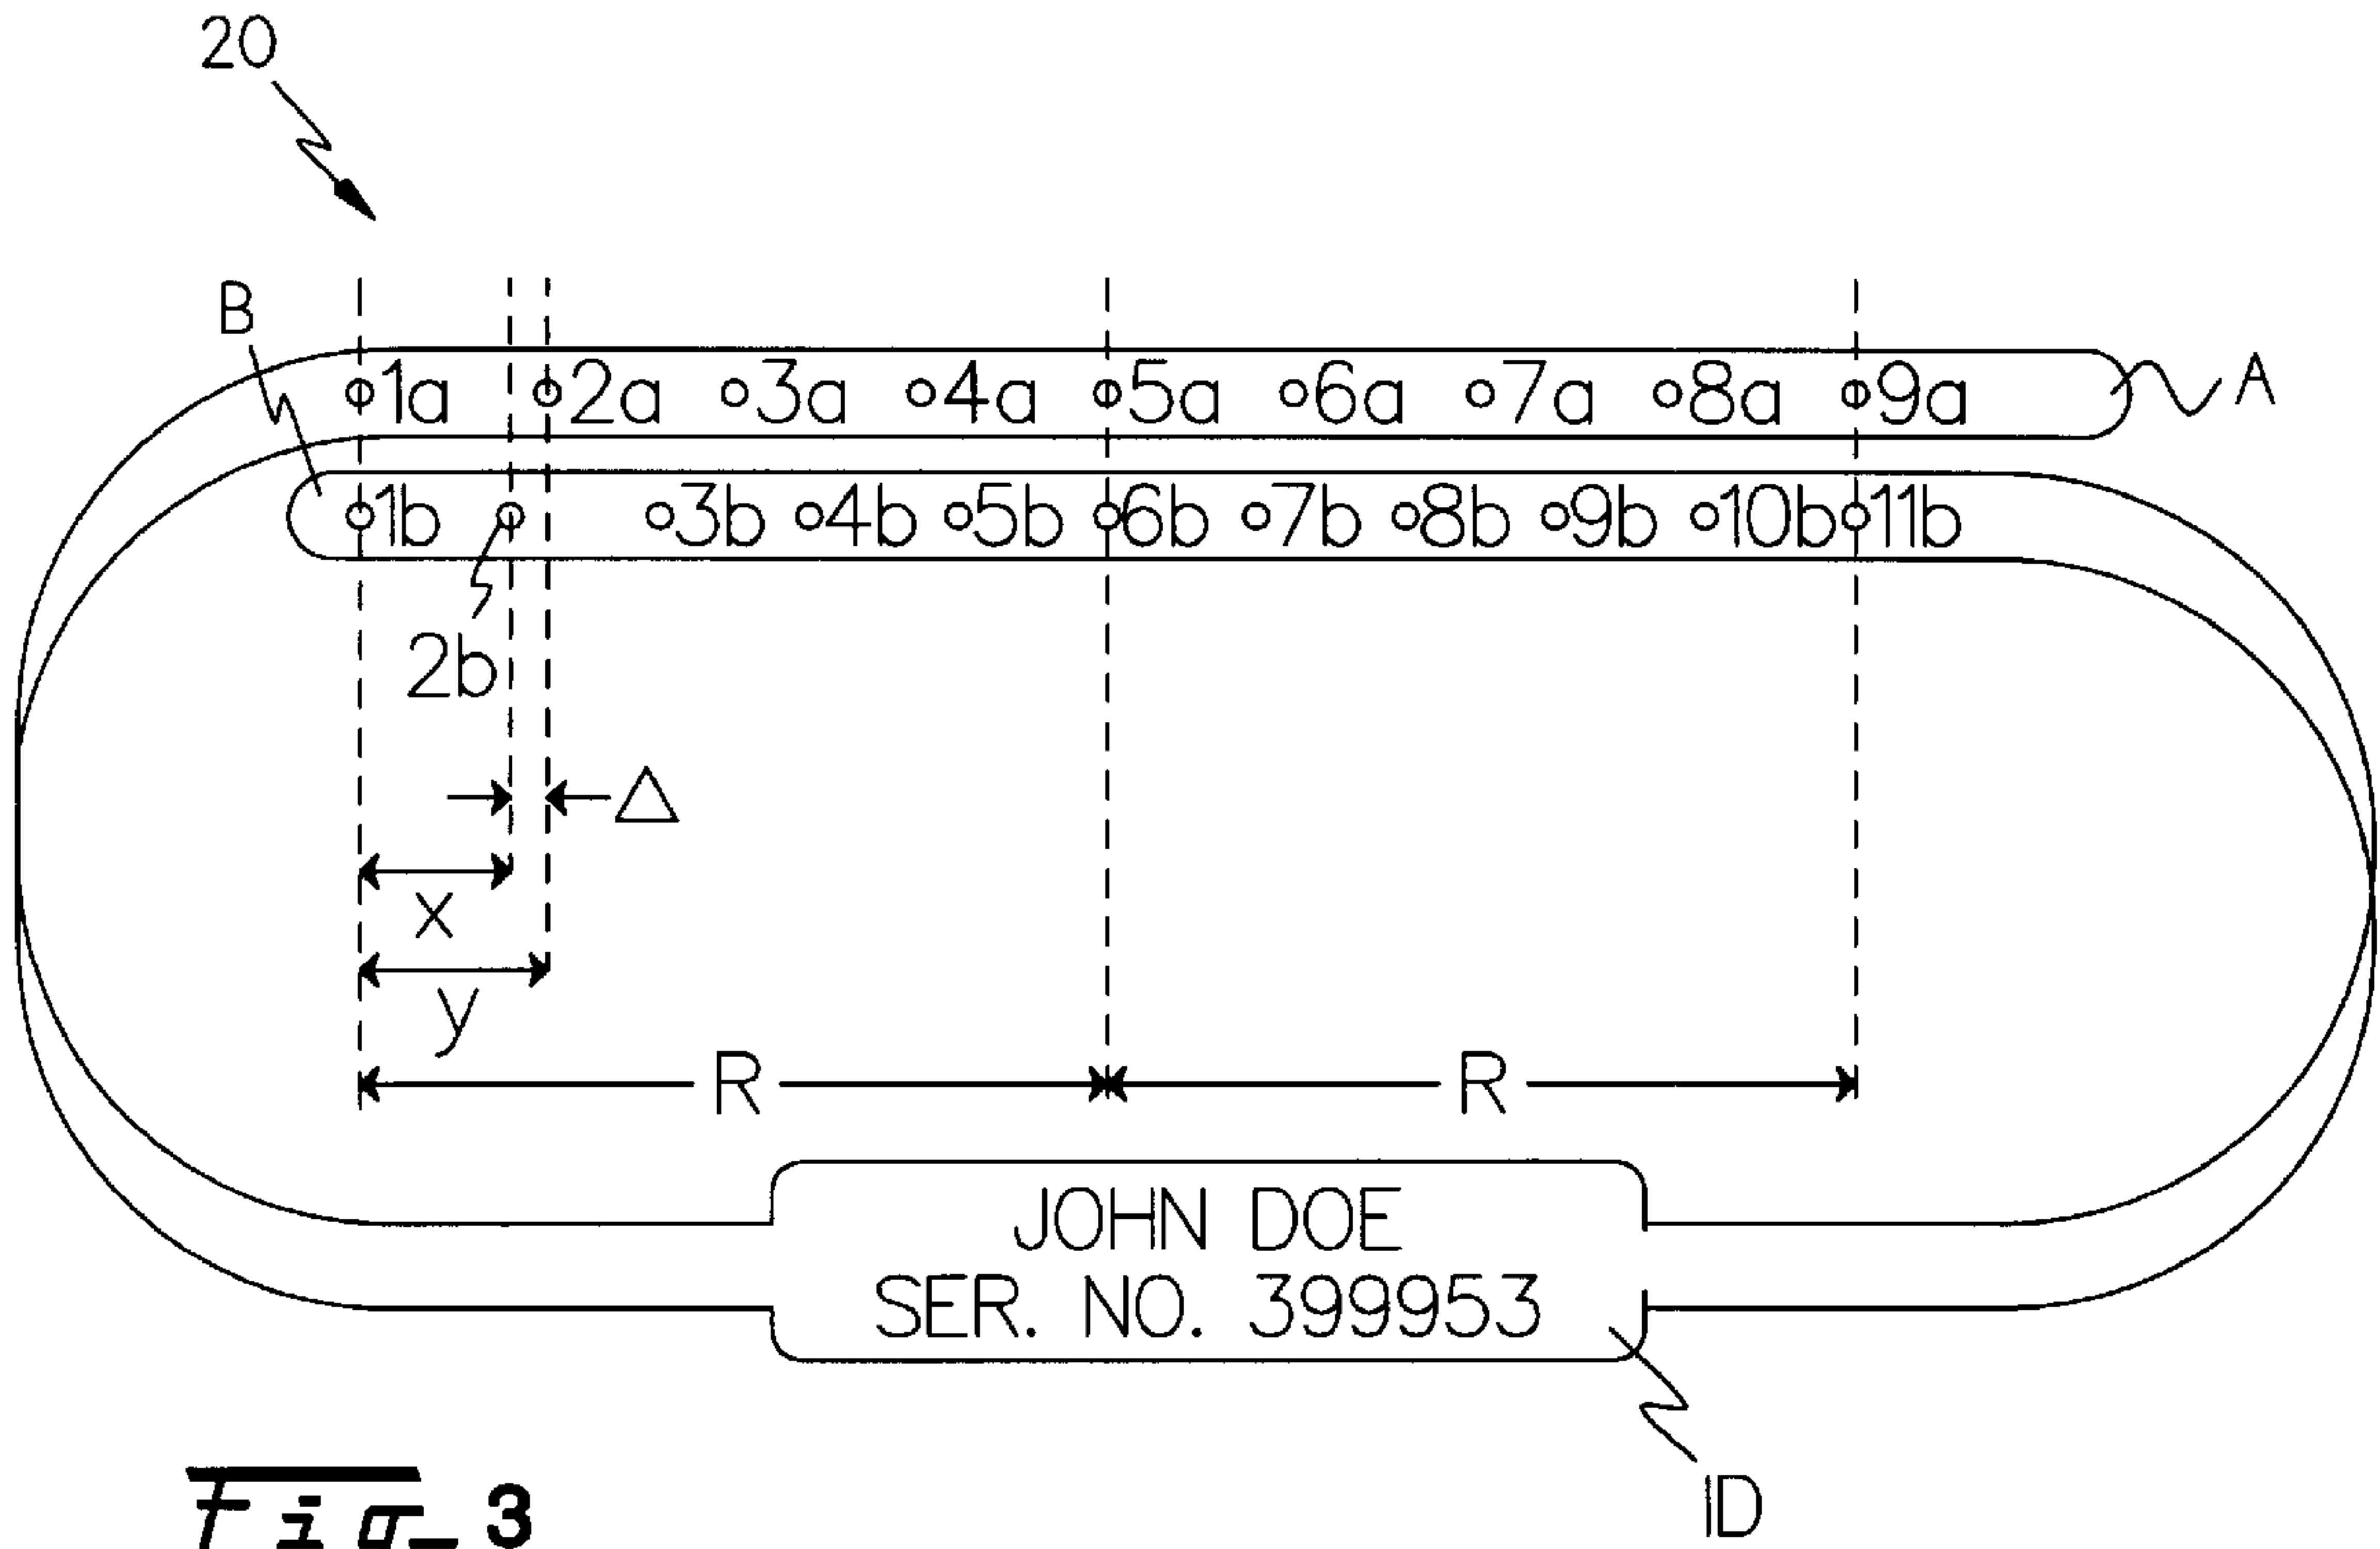 20
B
1a 2a 3a 4a 5a 6a 7a 8a 9a
A
1b 3b 4b 5b 6b 7b 8b 9b 10b 11b
2b
△
x
y
R R
JOHN DOE
SER. NO. 399953
ID
Fig-3